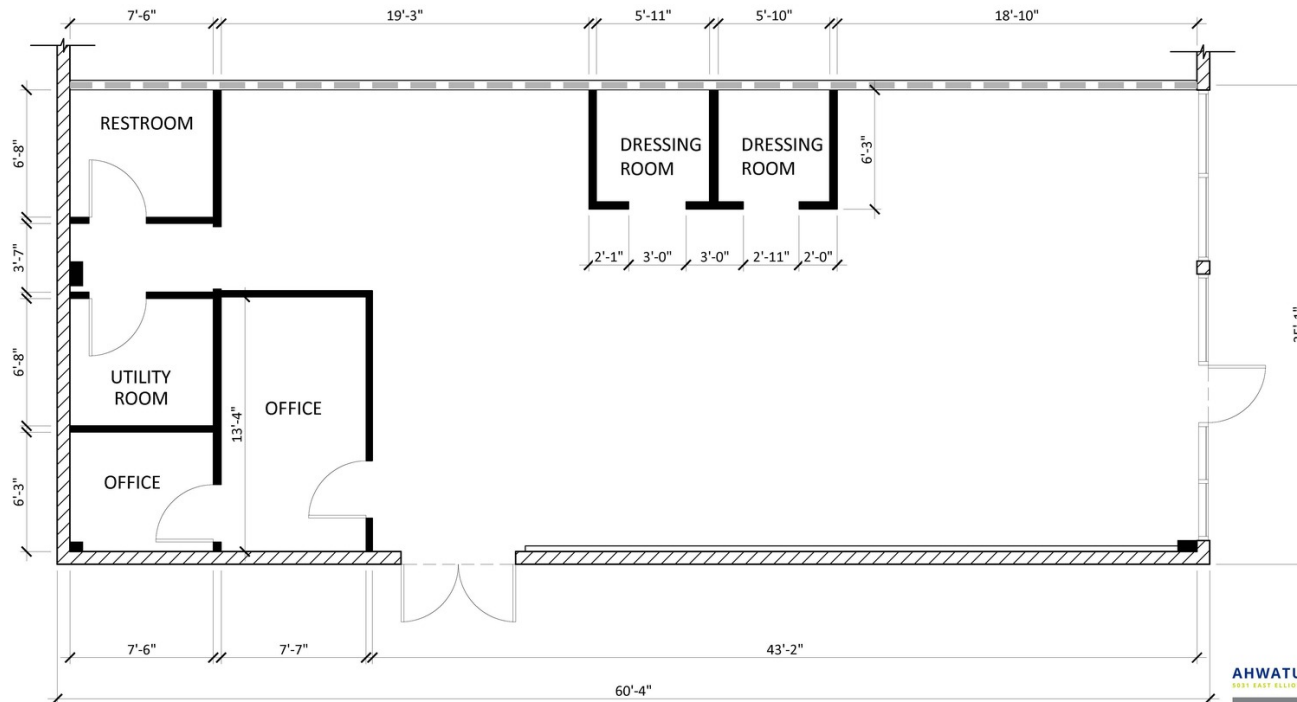 7'-6"
19'-3"
5'-11"
5'-10"
18'-10"
RESTROOM
6'-8"
DRESSING
ROOM
DRESSING
ROOM
6'-3"
3'-7"
2'-1"
3'-0"
3'-0"
2'-11"
2'-0"
6'-8"
UTILITY
ROOM
OFFICE
13'-4"
6'-3"
OFFICE
7'-6"
7'-7"
43'-2"
60'-4"
AHWATU